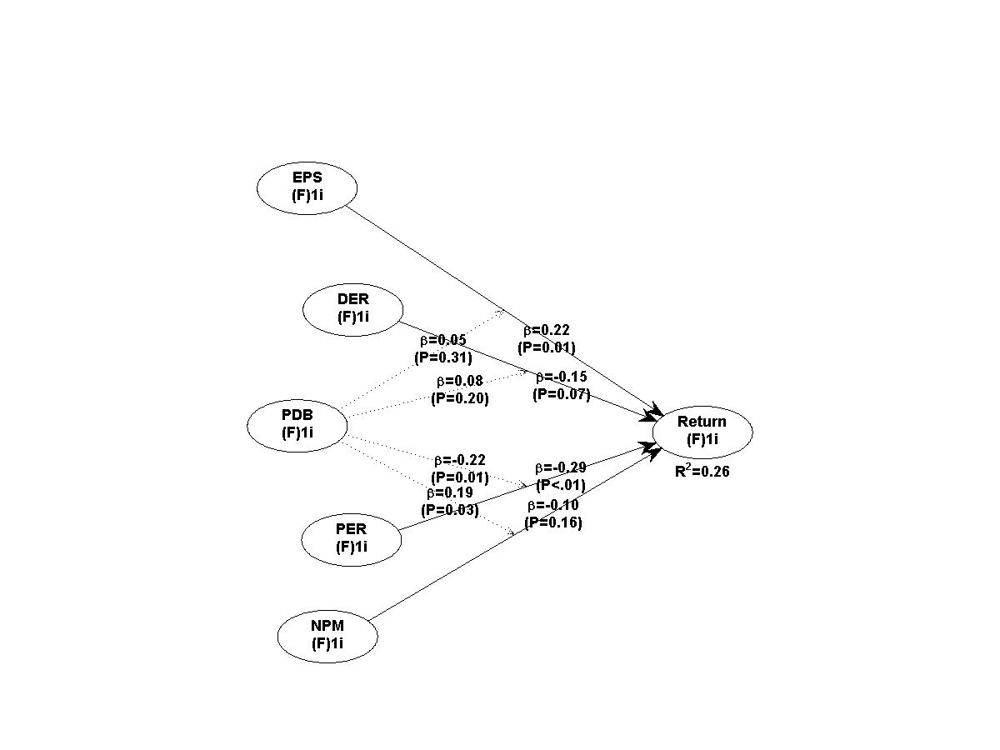 EPS
(F)1i
DER
(F)1i
β=0.22
(P=0.01)
β=0.05
(P=0.31)
β=-0.15
(P=0.07)
β=0.08
(P=0.20)
PDB
(F)1i
Return
(F)1i
R²=0.26
β=-0.22
(P=0.01)
β=-0.29
(P<.01)
β=0.19
(P=0.03)
β=-0.10
(P=0.16)
PER
(F)1i
NPM
(F)1i